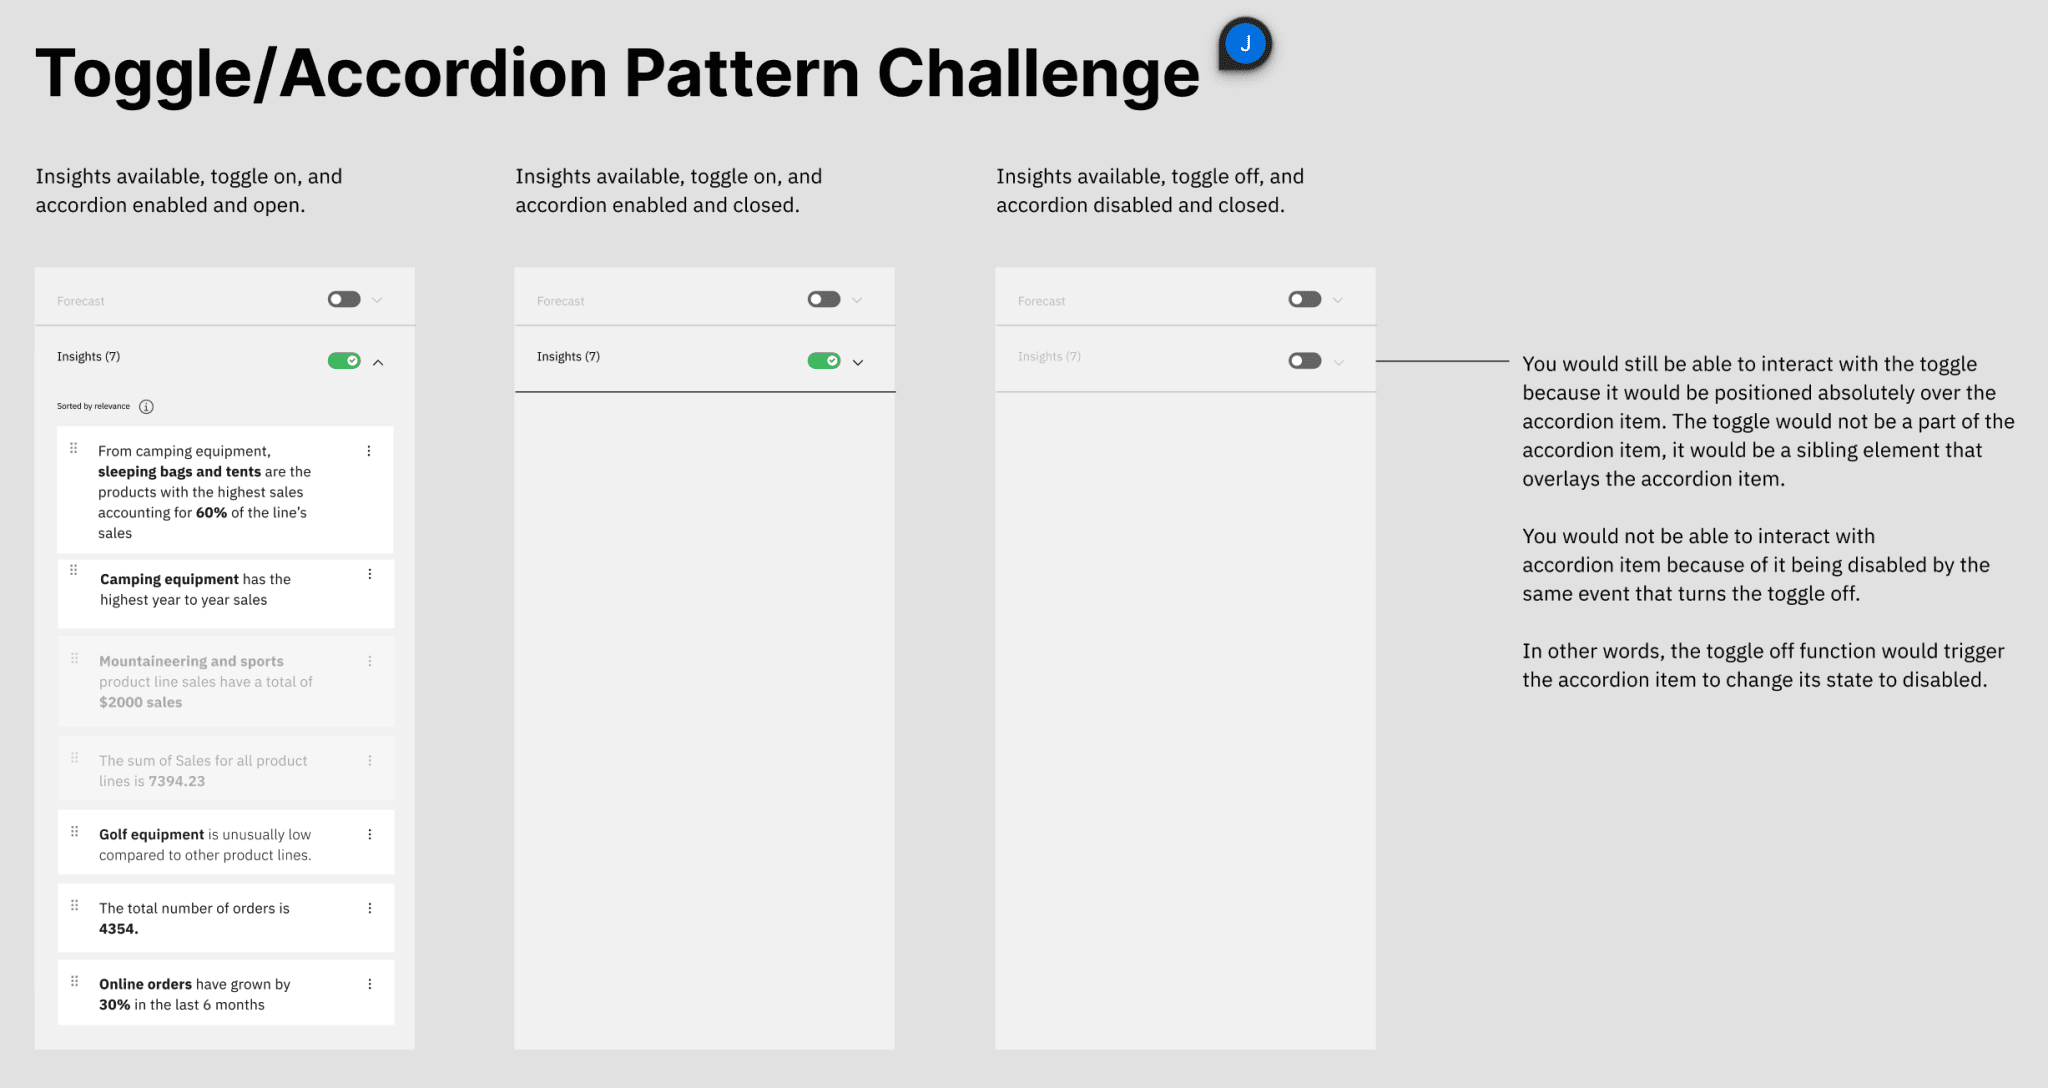 Toggle/Accordion Pattern Challenge
J
Insights available, toggle on, and
accordion enabled and open.
Insights available, toggle on, and
accordion enabled and closed.
Insights available, toggle off, and
accordion disabled and closed.
Forecast
Insights (7)
Sorted by relevance
From camping equipment,
sleeping bags and tents are the
products with the highest sales
accounting for 60% of the line's
sales
Camping equipment has the
highest year to year sales
Mountaineering and sports
product line sales have a total of
$2000 sales
The sum of Sales for all product
lines is 7394.23
Golf equipment is unusually low
compared to other product lines.
The total number of orders is
4354.
Online orders have grown by
30% in the last 6 months
Forecast
Insights (7)
Forecast
Insights (7)
You would still be able to interact with the toggle
because it would be positioned absolutely over the
accordion item. The toggle would not be a part of the
accordion item, it would be a sibling element that
overlays the accordion item.
You would not be able to interact with
accordion item because of it being disabled by the
same event that turns the toggle off.
In other words, the toggle off function would trigger
the accordion item to change its state to disabled.